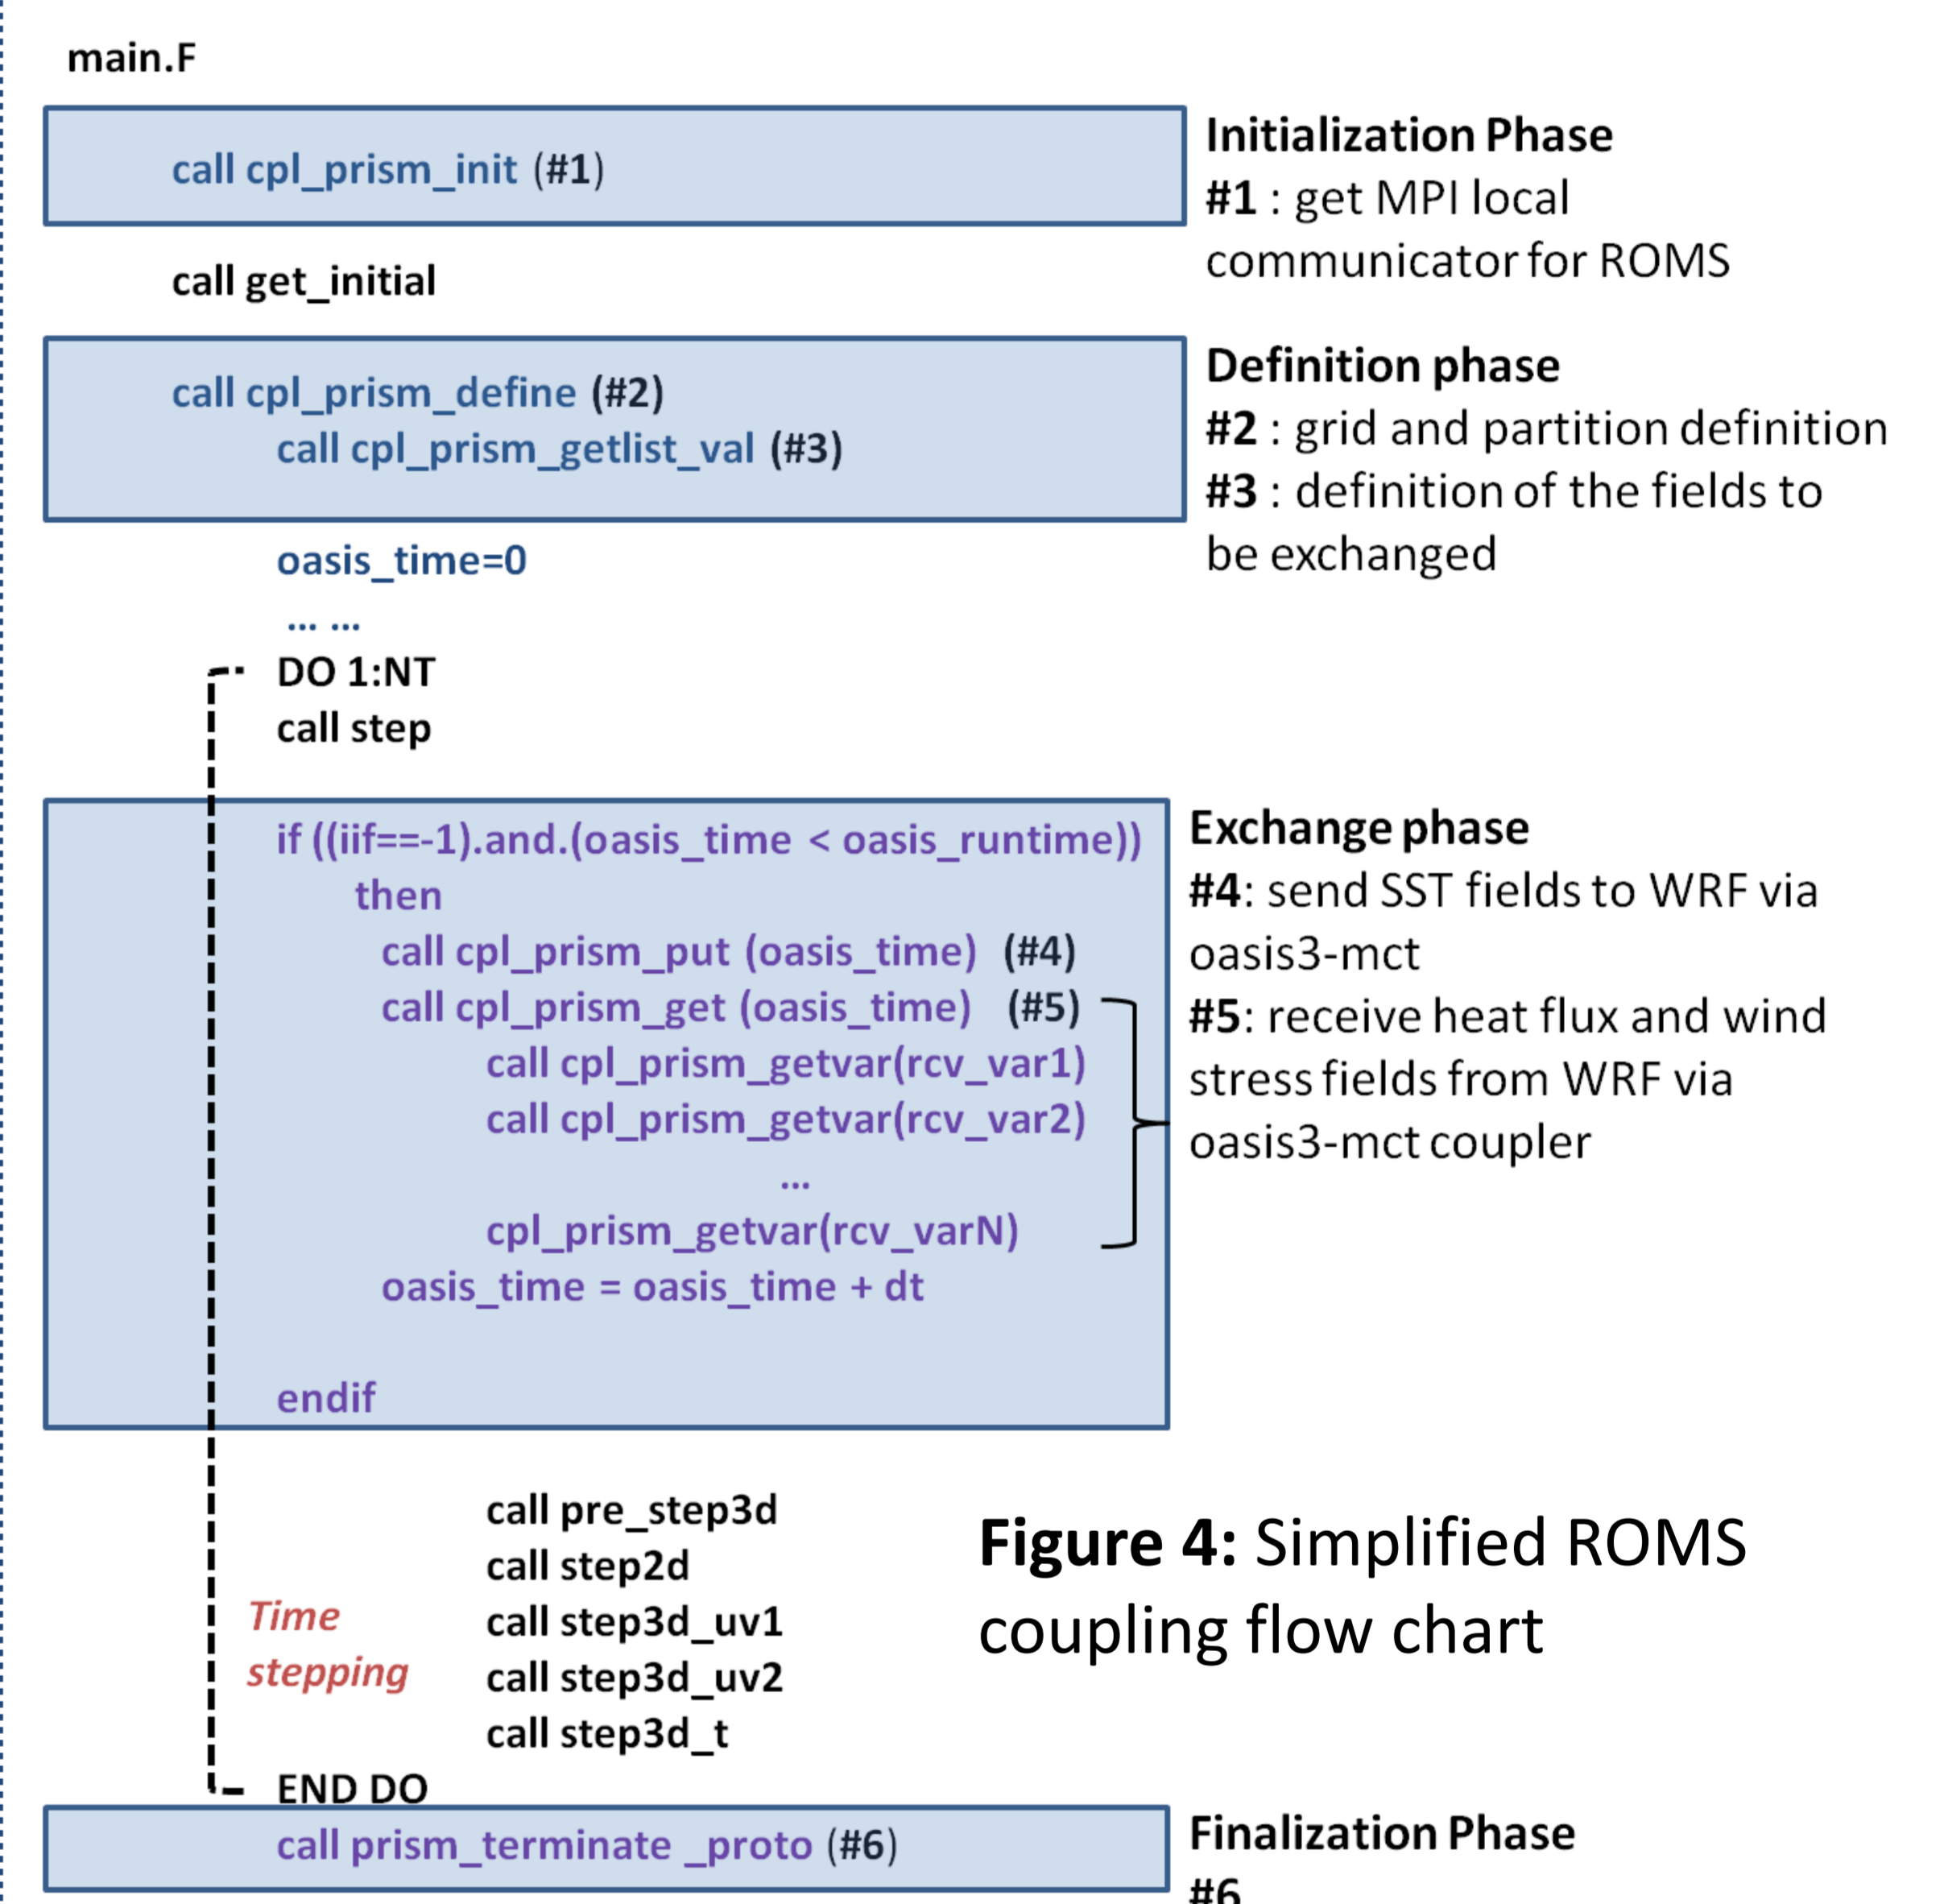 main.F
call cpl_prism_init (#1)
Initialization Phase
#1 : get MPI local
communicator for ROMS
call get_initial
call cpl_prism_define (#2)
call cpl_prism_getlist_val (#3)
Definition phase
#2 : grid and partition definition
#3 : definition of the fields to
be exchanged
oasis_time=0
... ...
DO 1:NT
call step
if ((iif==-1).and.(oasis_time < oasis_runtime))
then
call cpl_prism_put (oasis_time) (#4)
call cpl_prism_get (oasis_time) (#5)
call cpl_prism_getvar(rcv_var1)
call cpl_prism_getvar(rcv_var2)
...
cpl_prism_getvar(rcv_varN)
oasis_time = oasis_time + dt
endif
Exchange phase
#4: send SST fields to WRF via
oasis3-mct
#5: receive heat flux and wind
stress fields from WRF via
oasis3-mct coupler
call pre_step3d
call step2d
call step3d_uv1
call step3d_uv2
call step3d_t
Time
stepping
Figure 4: Simplified ROMS
coupling flow chart
END DO
call prism_terminate _proto (#6)
Finalization Phase
#6